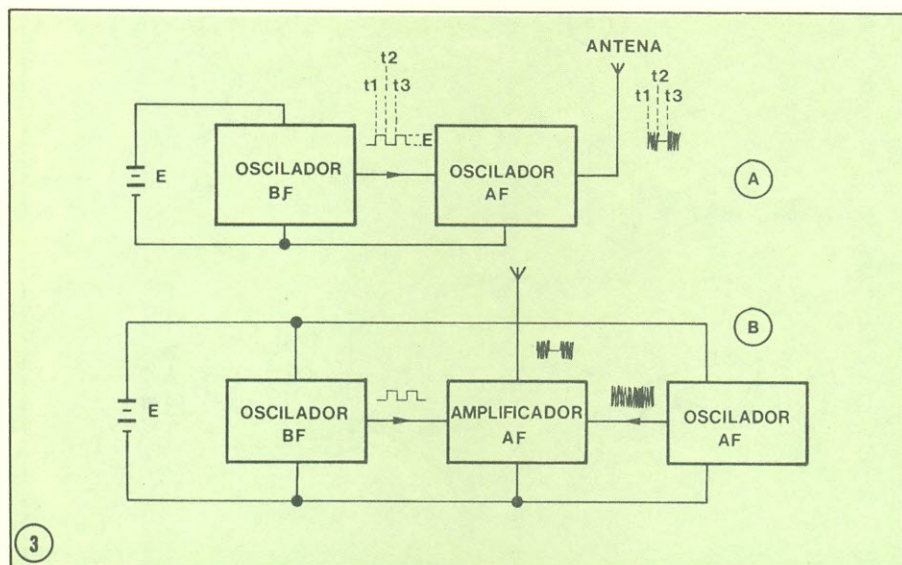 ANTENA
t2
t1 t3
t2
t1 t3
E
E
OSCILADOR
BF
OSCILADOR
AF
A
B
E
OSCILADOR
BF
AMPLIFICADOR
AF
OSCILADOR
AF
3